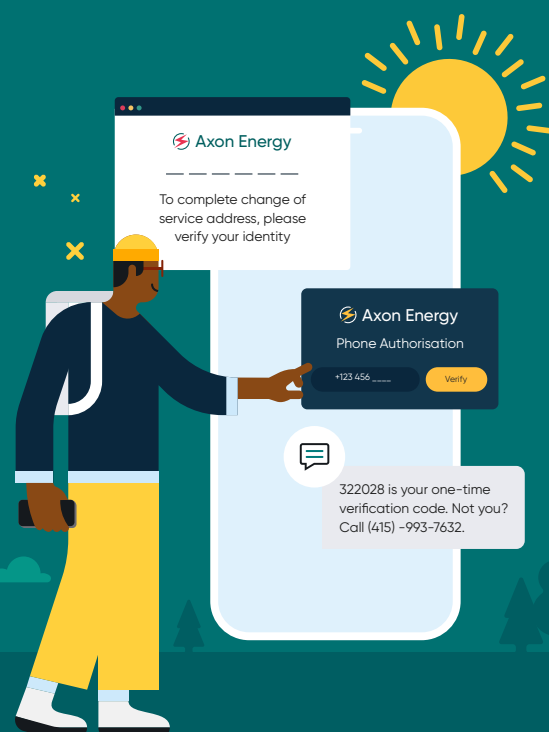 Axon Energy
_ _ _ _ _ _
To complete change of
service address, please
verify your identity
Axon Energy
Phone Authorisation
+123 456 ____
Verify
322028 is your one-time
verification code. Not you?
Call (415) -993-7632.